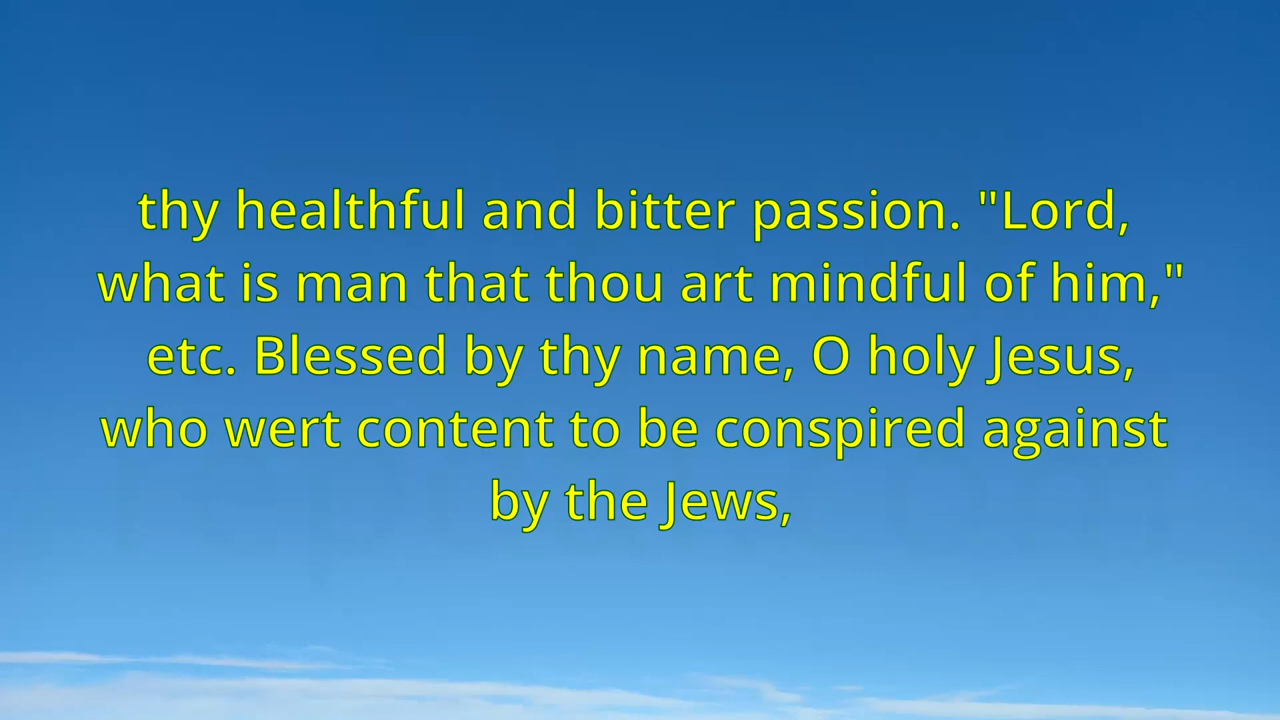 thy healthful and bitter passion. "Lord,
what is man that thou art mindful of him,"
etc. Blessed by thy name, O holy Jesus,
who wert content to be conspired against
by the Jews,